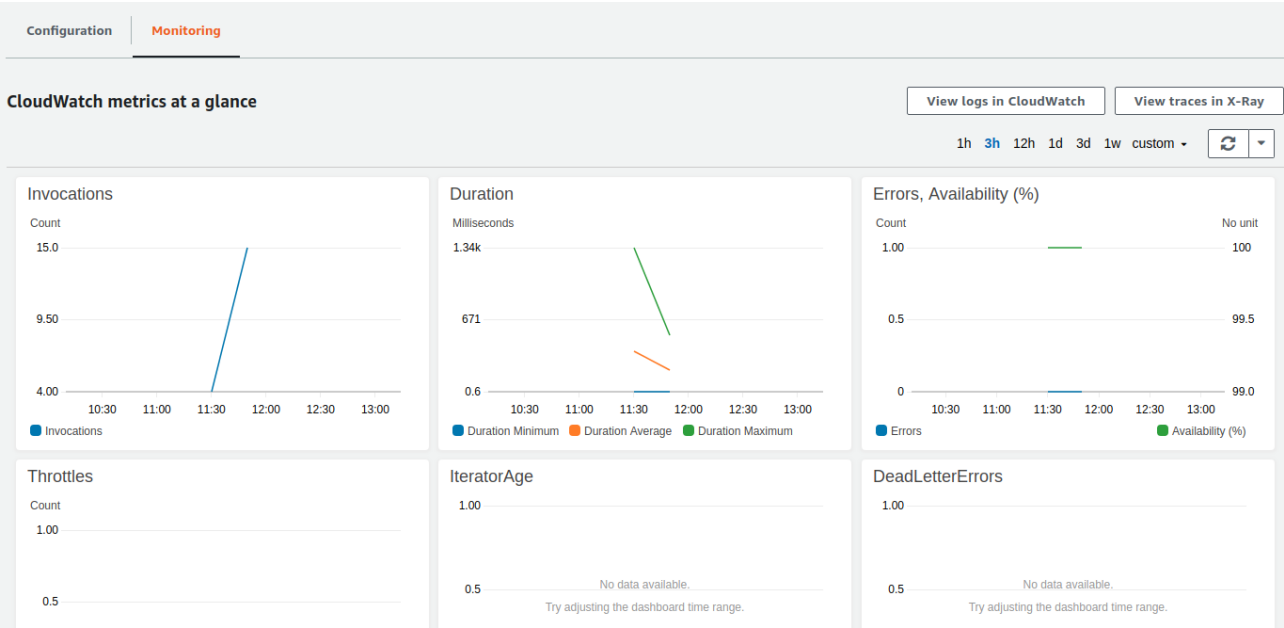 Configuration Monitoring
CloudWatch metrics at a glance
View logs in CloudWatch View traces in X-Ray
1h 3h 12h 1d 3d 1w custom
Invocations
Count
15.0
9.50
4.00
10:30 11:00 11:30 12:00 12:30 13:00
Invocations
Duration
Milliseconds
1.34k
671
0.6
10:30 11:00 11:30 12:00 12:30 13:00
Duration Minimum Duration Average Duration Maximum
Errors, Availability (%)
Count No unit
1.00 100
0.5 99.5
0 99.0
10:30 11:00 11:30 12:00 12:30 13:00
Errors Availability (%)
Throttles
Count
1.00
0.5
IteratorAge
1.00
No data available.
0.5
Try adjusting the dashboard time range.
DeadLetterErrors
1.00
No data available.
0.5
Try adjusting the dashboard time range.